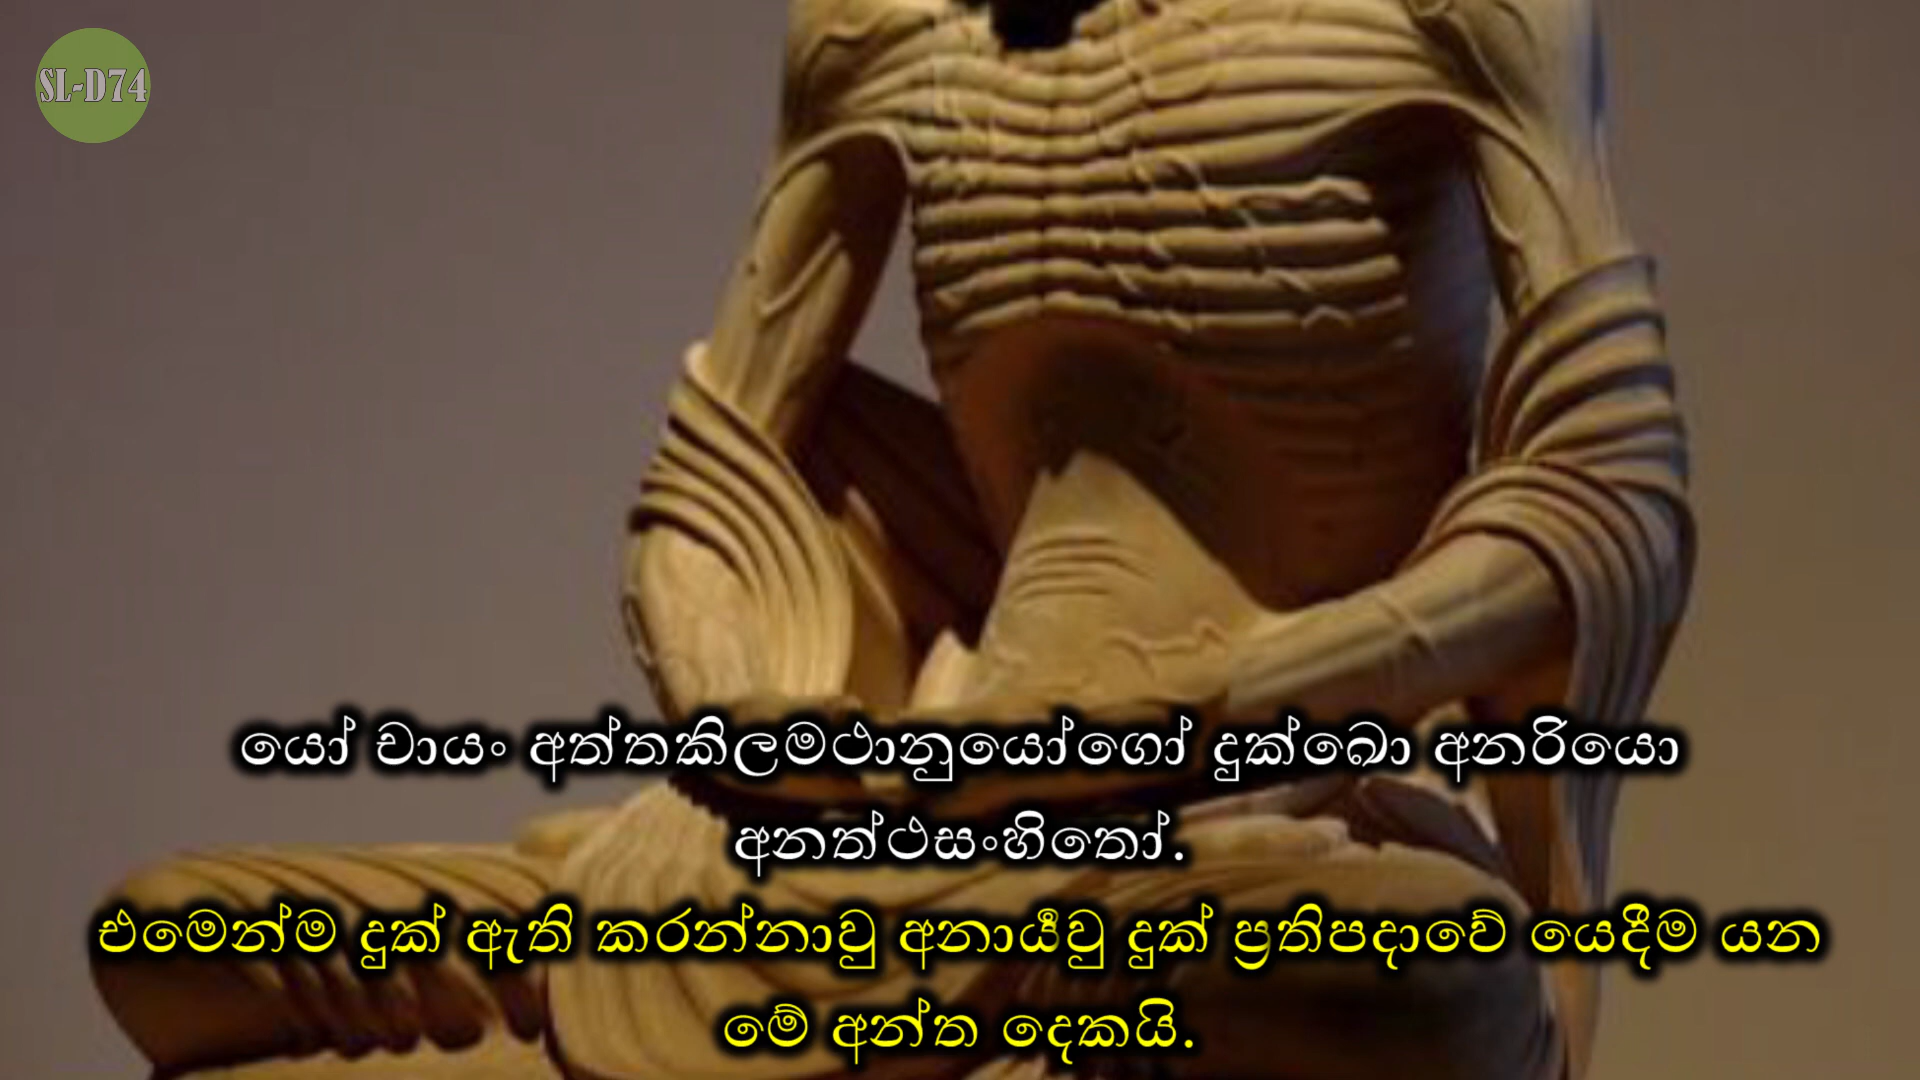 SL-D74
යෝ චායං අත්තකිලමථානුයෝගෝ දුක්ඛො අනරියො
අනත්ථසංහිතෝ.
එමෙන්ම දුක් ඇති කරන්නාවු අනාර්‍යවු දුක් ප්‍රතිපදාවේ යෙදීම යන
මේ අන්ත දෙකයි.